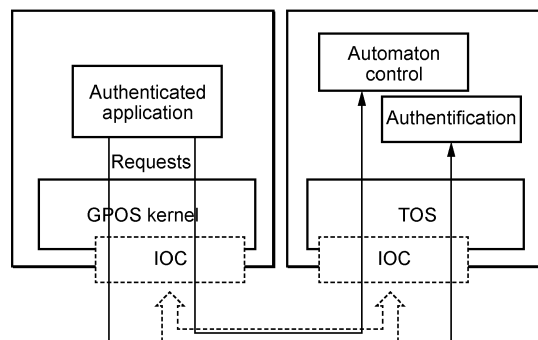 Authenticated
application
Requests
GPOS kernel
IOC
Automaton
control
Authentification
TOS
IOC